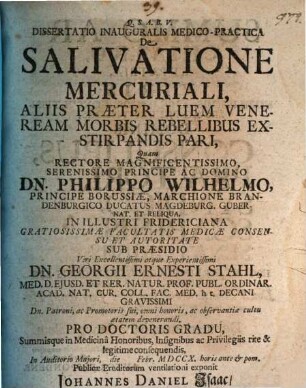 39.
Q. S. A. B. V.
DISSERTATIO INAUGURALIS MEDICO-PRACTICA
De
SALIVATIONE
MERCURIALI,
ALIIS PRÆTER LUEM VENE-
REAM MORBIS REBELLIBUS EX-
STIRPANDIS PARI,
Quam
RECTORE MAGNIFICENTISSIMO,
SERENISSIMO PRINCIPE AC DOMINO
DN. PHILIPPO WILHELMO,
PRINCIPE BORUSSIÆ, MARCHIONE BRAN-
DENBURGICO DUCATUS MAGDEBURG. GUBER-
NAT. ET RELIQUA,
IN ILLUSTRI FRIDERICIANA
GRATIOSISSIMÆ FACULTATIS MEDICÆ CONSEN-
SU ET AUTORITATE
SUB PRÆSIDIO
Viri Excellentissimi atque Experientissimi
DN. GEORGII ERNESTI STAHL,
MED. D. EJUSD. ET RER. NATUR. PROF. PUBL. ORDINAR.
ACAD. NAT. CUR. COLL. FAC. MED. h t. DECANI
GRAVISSIMI
Dn. Patroni, ac Promotoris sui, omni honoris, ac observantiæ cultu
ætatem devenerandi,
PRO DOCTORIS GRADU,
Summisque in Medicinâ Honoribus, Insignibus ac Privilegiis rite &
legitime consequendis,
In Auditorio Majori, die Febr. MDCCX. horis ante & pom.
Publicæ Eruditorum ventilationi exponit
JOHANNES DANIEL Isaac/